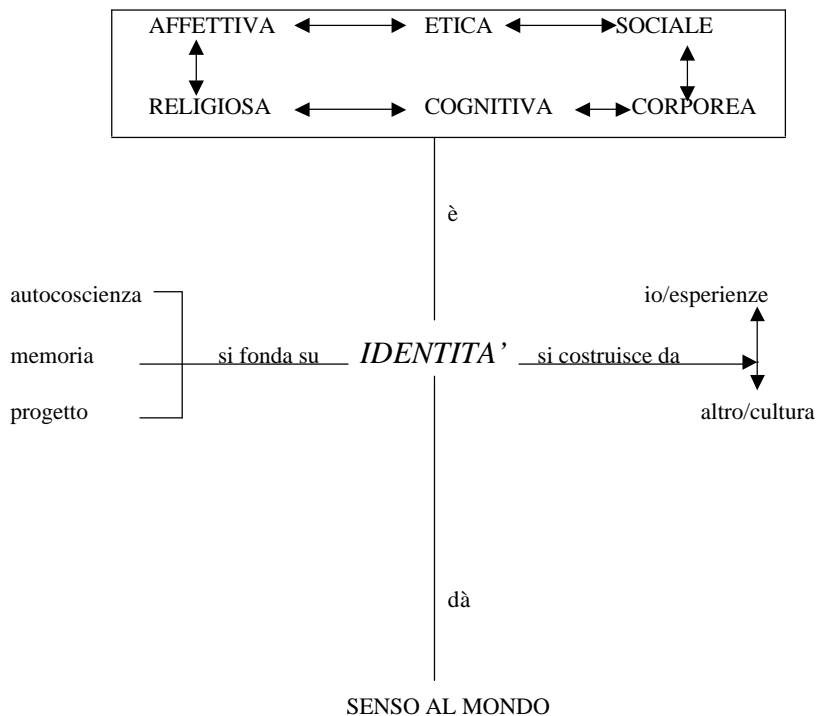 AFFETTIVA ETICA SOCIALE
RELIGIOSA COGNITIVA CORPOREA
è
autocoscienza io/esperienze
memoria si fonda su IDENTITA’ si costruisce da
progetto altro/cultura
dà
SENSO AL MONDO